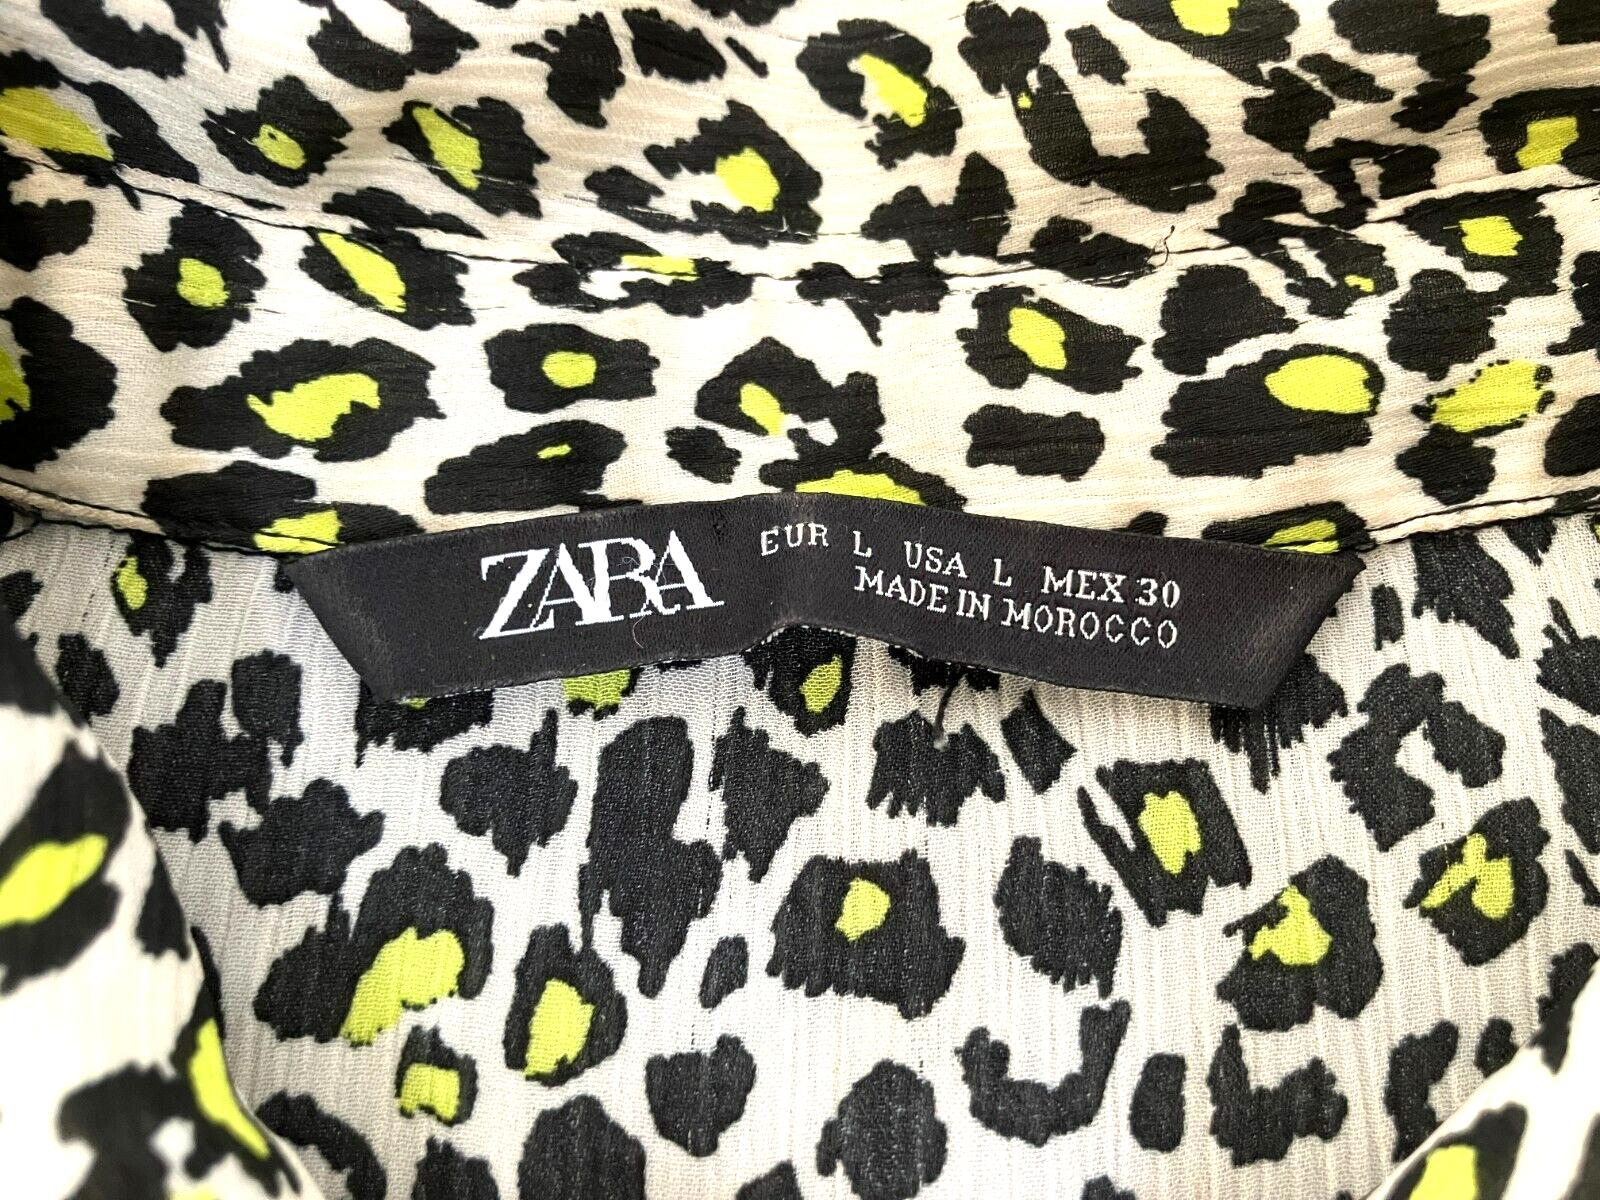 ZARA
EUR L USA L MEX 30
MADE IN MOROCCO